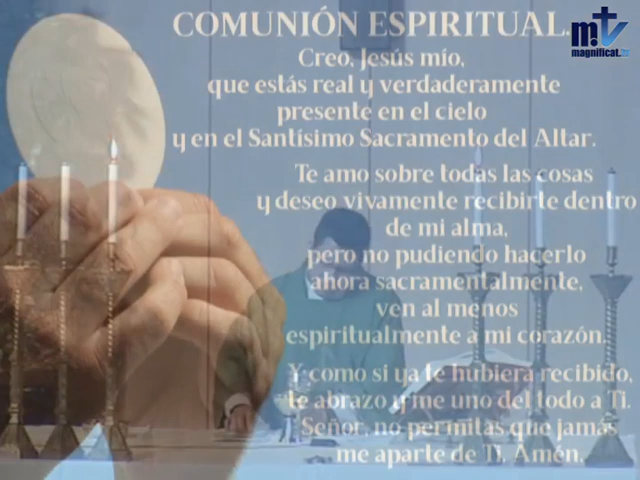 COMUNIÓN ESPIRITUAL.
Creo, Jesús mío,
que estás real y verdaderamente
presente en el cielo
y en el Santísimo Sacramento del Altar.
Te amo sobre todas las cosas
y deseo vivamente recibirte dentro
de mi alma,
pero no pudiendo hacerlo
ahora sacramentalmente,
ven al menos
espiritualmente a mi corazón.
Y como si ya te hubiera recibido,
te abrazo y me uno del todo a Ti.
Señor, no permitas que jamás
me aparte de Ti. Amén.
m.tv
magnificat.tv